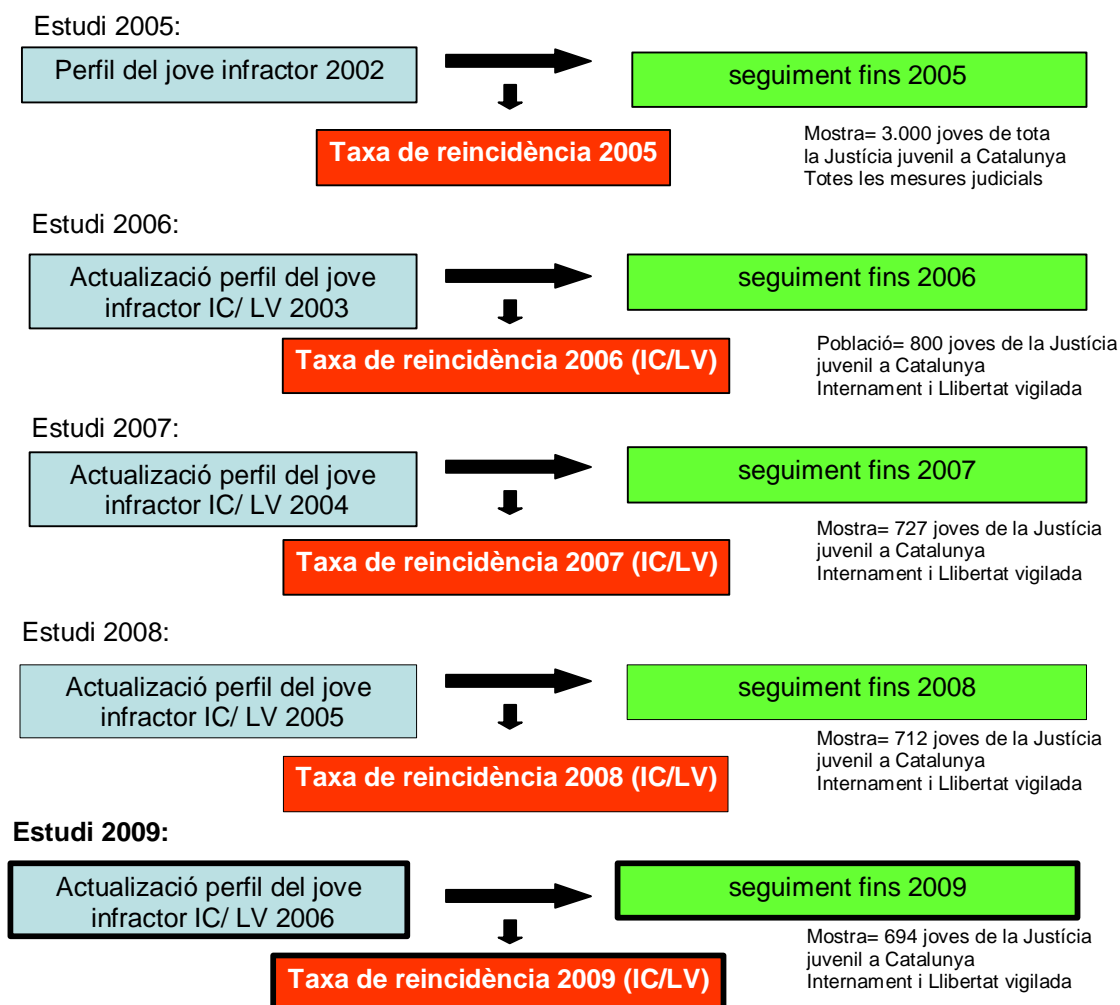 Estudi 2005:
Perfil del jove infractor 2002
seguiment fins 2005
Taxa de reincidència 2005
Mostra= 3.000 joves de tota
la Justícia juvenil a Catalunya
Totes les mesures judicials
Estudi 2006:
Actualizació perfil del jove
infractor IC/ LV 2003
seguiment fins 2006
Taxa de reincidència 2006 (IC/LV)
Població= 800 joves de la Justícia
juvenil a Catalunya
Internament i Llibertat vigilada
Estudi 2007:
Actualizació perfil del jove
infractor IC/ LV 2004
seguiment fins 2007
Taxa de reincidència 2007 (IC/LV)
Mostra= 727 joves de la Justícia
juvenil a Catalunya
Internament i Llibertat vigilada
Estudi 2008:
Actualizació perfil del jove
infractor IC/ LV 2005
seguiment fins 2008
Taxa de reincidència 2008 (IC/LV)
Mostra= 712 joves de la Justícia
juvenil a Catalunya
Internament i Llibertat vigilada
Estudi 2009:
Actualizació perfil del jove
infractor IC/ LV 2006
seguiment fins 2009
Taxa de reincidència 2009 (IC/LV)
Mostra= 694 joves de la Justícia
juvenil a Catalunya
Internament i Llibertat vigilada